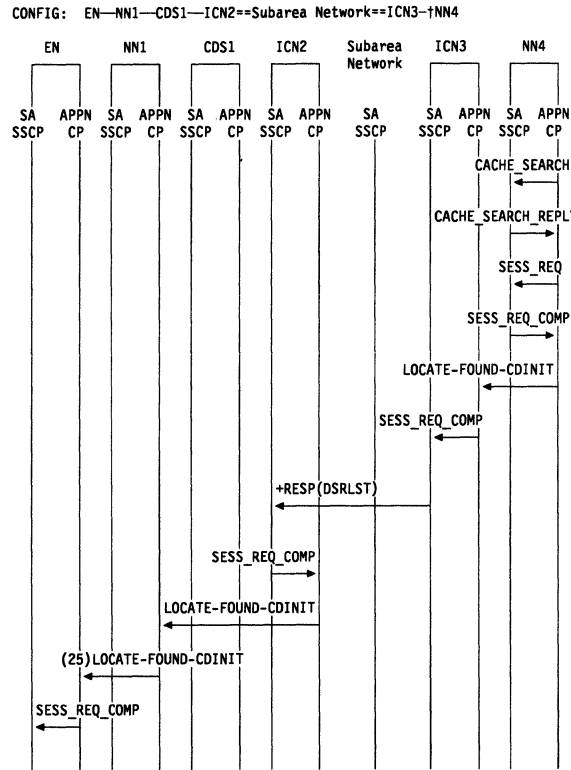 CONFIG: EN—NN1—CDS1—ICN2==Subarea Network==ICN3-†NN4
EN NN1 CDS1 ICN2 Subarea Network ICN3 NN4
SA APPN SA APPN SA APPN SA APPN SA SA APPN SA APPN
SSCP CP SSCP CP SSCP CP SSCP CP SSCP SSCP CP SSCP CP
CACHE_SEARCH
CACHE_SEARCH_REPLY
SESS_REQ
SESS_REQ_COMP
LOCATE-FOUND-CDINIT
SESS_REQ_COMP
+RESP(DSRLST)
SESS_REQ_COMP
LOCATE-FOUND-CDINIT
(25)LOCATE-FOUND-CDINIT
SESS_REQ_COMP